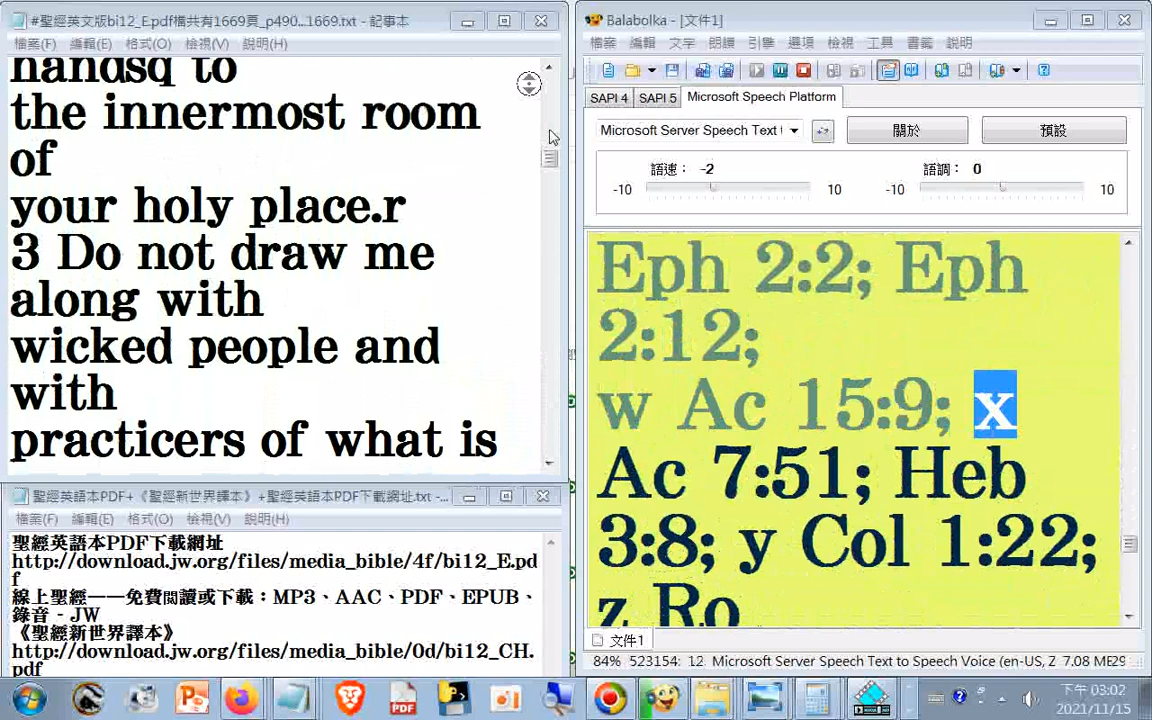 #聖經英文版bi12_E.pdf檔共有1669頁_p490...1669.txt - 記事本
檔案(F) 編輯(E) 格式(O) 檢視(V) 說明(H)
handsq to
the innermost room
of
your holy place.r
3 Do not draw me
along with
wicked people and
with
practicers of what is
聖經英語本PDF+《聖經新世界譯本》+聖經英語本PDF下載網址.txt -...
檔案(F) 編輯(E) 格式(O) 檢視(V) 說明(H)
聖經英語本PDF下載網址
http://download.jw.org/files/media_bible/4f/bi12_E.pd
f
線上聖經——免費閱讀或下載：MP3、AAC、PDF、EPUB、
錄音 - JW
《聖經新世界譯本》
http://download.jw.org/files/media_bible/0d/bi12_CH.
pdf
Balabolka - [文件1]
檔案 編輯 文字 朗讀 引擎 選項 檢視 工具 書籤 說明
SAPI 4 SAPI 5 Microsoft Speech Platform
Microsoft Server Speech Text 關於 預設
語速： -2 語調： 0
-10 10 -10 10
Eph 2:2; Eph
2:12;
w Ac 15:9; x
Ac 7:51; Heb
3:8; y Col 1:22;
z Ro
文件1
84% 523154: 12 Microsoft Server Speech Text to Speech Voice (en-US, Z 7.08 ME29
下午 03:02
2021/11/15